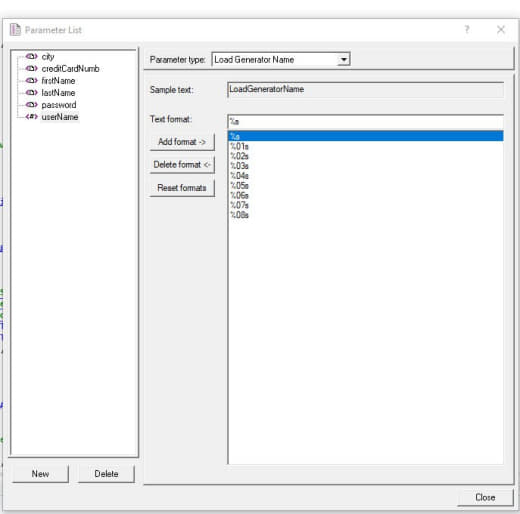 Parameter List
?
city
creditCardNumb
firstName
lastName
password
userName
Parameter type: Load Generator Name
Sample text: LoadGeneratorName
Text format: %s
Add format ->
Delete format <-
Reset formats
%s
%01s
%02s
%03s
%04s
%05s
%06s
%07s
%08s
New
Delete
Close